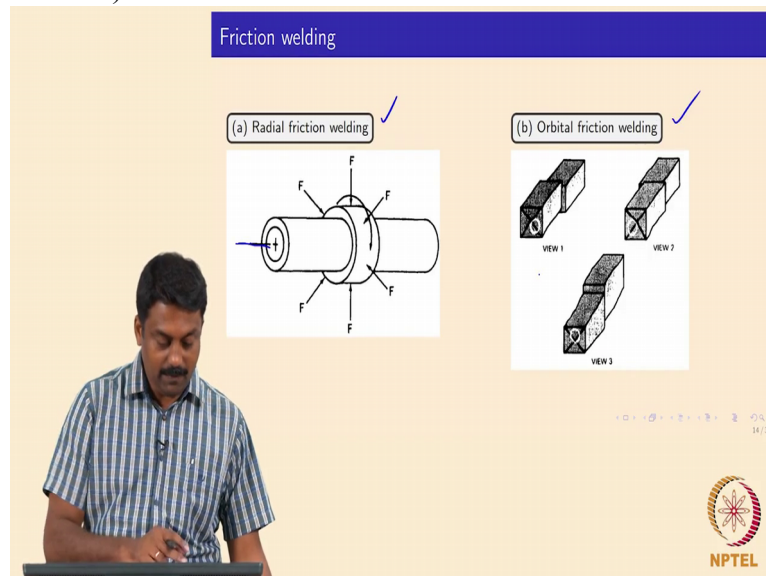 Friction welding
(a) Radial friction welding
(b) Orbital friction welding
F
F
F
F
F
F
VIEW 1
VIEW 2
VIEW 3
NPTEL